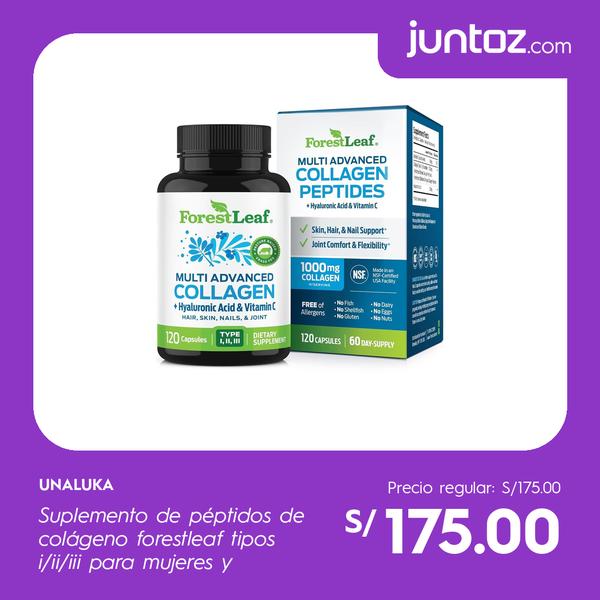 juntoz.com
ForestLeaf
MULTI ADVANCED
COLLAGEN
PEPTIDES
+ Hyaluronic Acid & Vitamin C
Skin, Hair, & Nail Support*
Joint Comfort & Flexibility*
1000mg
COLLAGEN
NSF
Made in an
NSF-Certified
USA Facility
FREE of
Allergens
• No Fish
• No Shellfish
• No Gluten
• No Dairy
• No Eggs
• No Nuts
120 CAPSULES
60 DAY-SUPPLY
Supplement Facts
ForestLeaf®
MULTI ADVANCED
COLLAGEN
+ Hyaluronic Acid & Vitamin C
HAIR, SKIN, NAILS, & JOINT
120 Capsules
TYPE
I, II, III
DIETARY
SUPPLEMENT
UNALUKA
Suplemento de péptidos de
colágeno forestleaf tipos
i/ii/iii para mujeres y
Precio regular: S/175.00
S/ 175.00